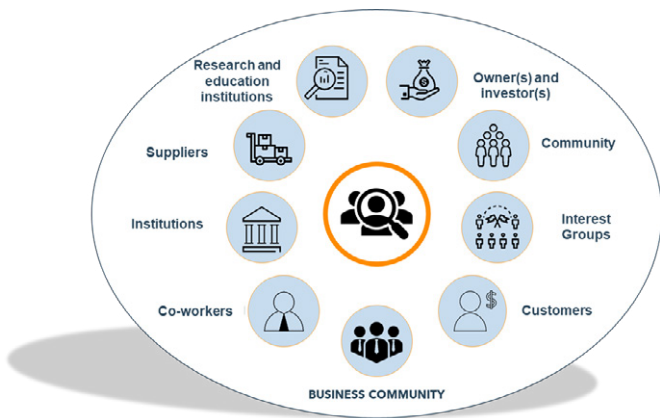 Research and
education
institutions
Owner(s) and
investor(s)
Suppliers
Community
Institutions
Interest
Groups
Co-workers
$
Customers
BUSINESS COMMUNITY